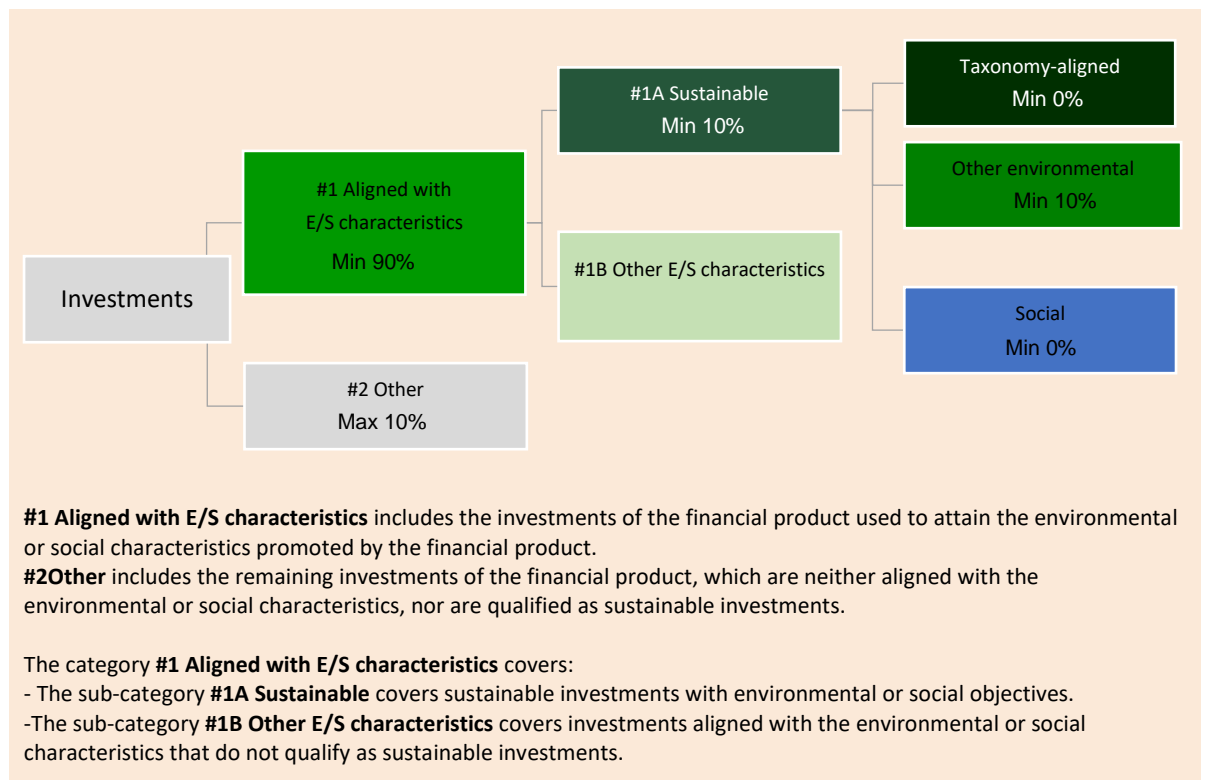 Investments
#1 Aligned with
E/S characteristics
Min 90%
#2 Other
Max 10%
#1A Sustainable
Min 10%
#1B Other E/S characteristics
Taxonomy-aligned
Min 0%
Other environmental
Min 10%
Social
Min 0%
#1 Aligned with E/S characteristics includes the investments of the financial product used to attain the environmental
or social characteristics promoted by the financial product.
#2Other includes the remaining investments of the financial product, which are neither aligned with the
environmental or social characteristics, nor are qualified as sustainable investments.
The category #1 Aligned with E/S characteristics covers:
- The sub-category #1A Sustainable covers sustainable investments with environmental or social objectives.
-The sub-category #1B Other E/S characteristics covers investments aligned with the environmental or social
characteristics that do not qualify as sustainable investments.